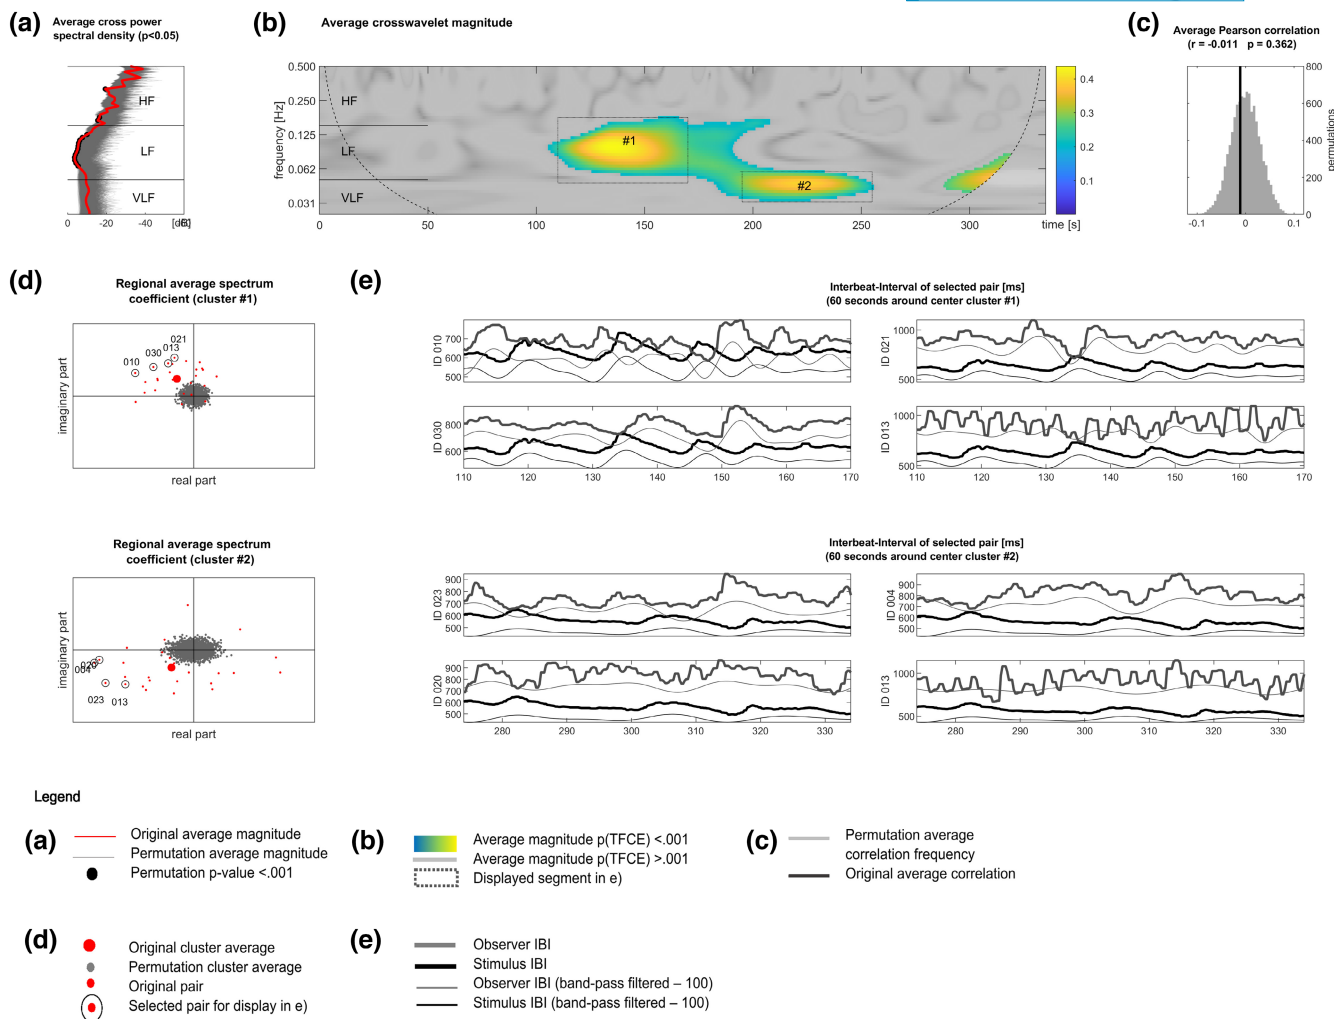 (a)
Average cross power
spectral density (p<0.05)
HF
LF
VLF
0
-20
-40
(b)
Average crosswavelet magnitude
frequency [Hz]
0.500
0.250
0.125
0.062
0.031
HF
LF
VLF
#1
#2
0
50
100
150
200
250
300
time [s]
0.4
0.3
0.2
0.1
(c)
Average Pearson correlation
(r = -0.011 p = 0.362)
800
600
400
200
0
permutations
-0.1
0
0.1
(d)
Regional average spectrum
coefficient (cluster #1)
imaginary part
021
013
030
010
real part
Regional average spectrum
coefficient (cluster #2)
imaginary part
020
004
023
013
real part
(e)
Interbeat-Interval of selected pair [ms]
(60 seconds around center cluster #1)
ID 010
700
600
500
ID 021
1000
500
ID 030
800
600
110 120 130 140 150 160 170
ID 013
1000
500
110 120 130 140 150 160 170
Interbeat-Interval of selected pair [ms]
(60 seconds around center cluster #2)
ID 023
900
800
700
600
500
ID 004
900
800
700
600
500
ID 020
900
800
700
600
500
280 290 300 310 320 330
ID 013
1000
500
280 290 300 310 320 330
Legend
(a)
Original average magnitude
Permutation average magnitude
Permutation p-value <.001
(b)
Average magnitude p(TFCE) <.001
Average magnitude p(TFCE) >.001
Displayed segment in e)
(c)
Permutation average
correlation frequency
Original average correlation
(d)
Original cluster average
Permutation cluster average
Original pair
Selected pair for display in e)
(e)
Observer IBI
Stimulus IBI
Observer IBI (band-pass filtered – 100)
Stimulus IBI (band-pass filtered – 100)